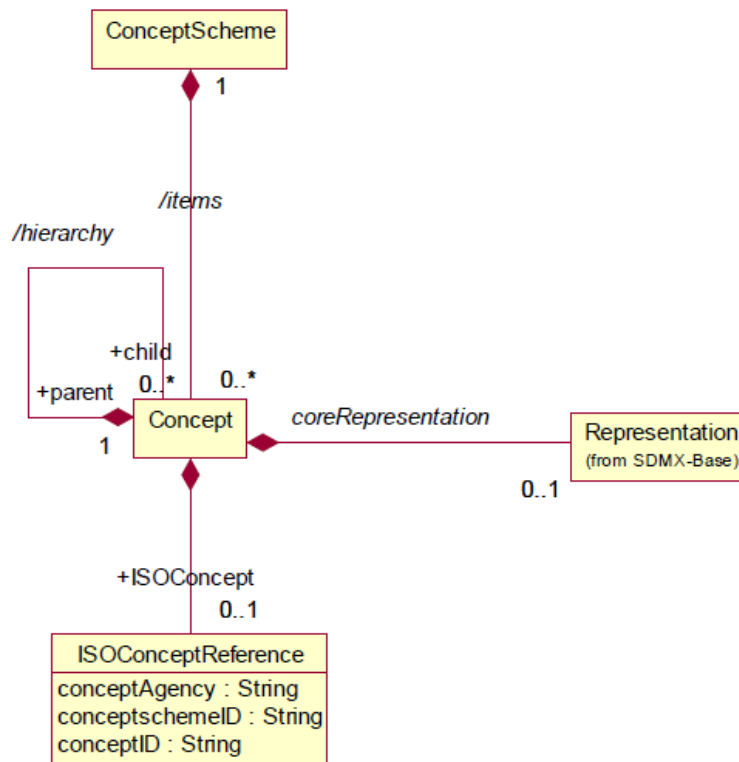 ConceptScheme
1
/items
/hierarchy
+child
0..*
0..*
+parent
1
Concept
coreRepresentation
Representation
(from SDMX-Base)
0..1
+ISOConcept
0..1
ISOConceptReference
conceptAgency : String
conceptschemeID : String
conceptID : String